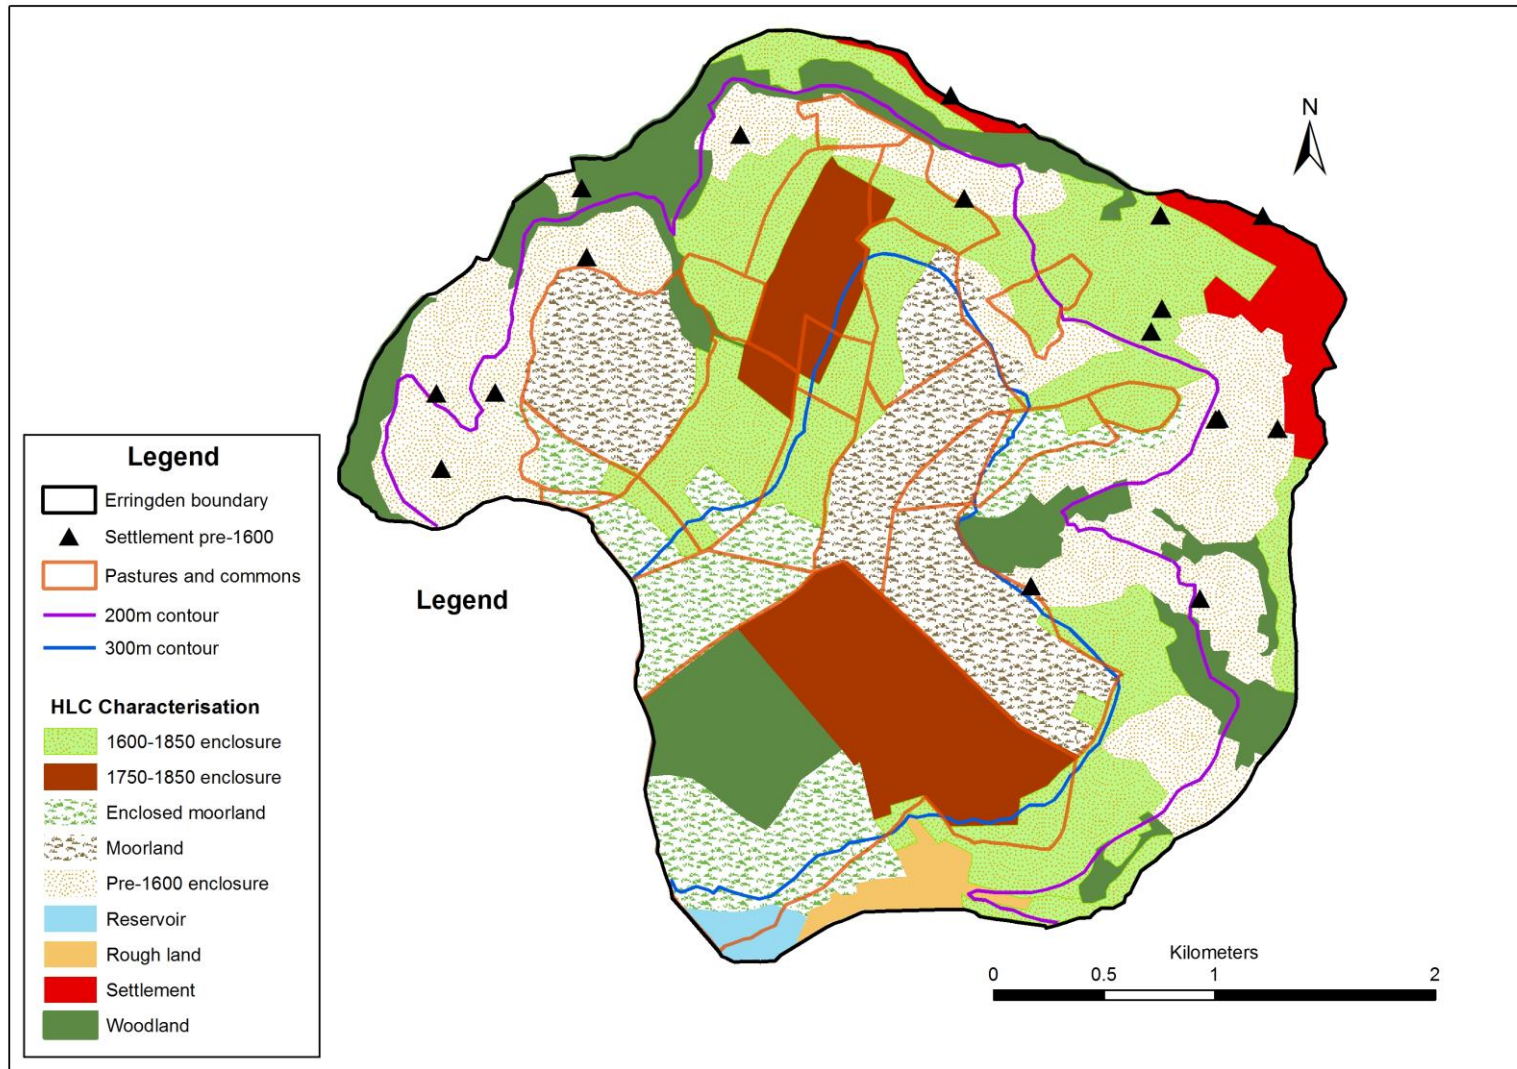 N
Legend
Erringden boundary
Settlement pre-1600
Pastures and commons
200m contour
300m contour
HLC Characterisation
1600-1850 enclosure
1750-1850 enclosure
Enclosed moorland
Moorland
Pre-1600 enclosure
Reservoir
Rough land
Settlement
Woodland
Legend
Kilometers
0 0.5 1 2